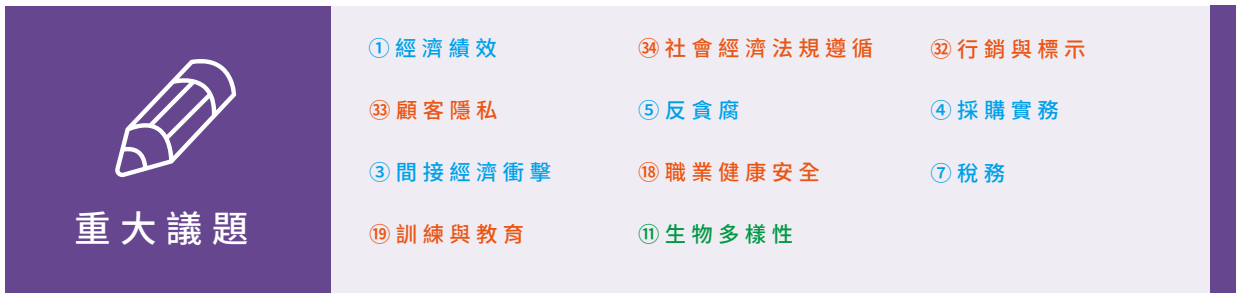 重大議題
①經濟績效 ㉞社會經濟法規遵循 ㉜行銷與標示
㉝顧客隱私 ⑤反貪腐 ④採購實務
③間接經濟衝擊 ⑱職業健康安全 ⑦稅務
⑲訓練與教育 ⑪生物多樣性